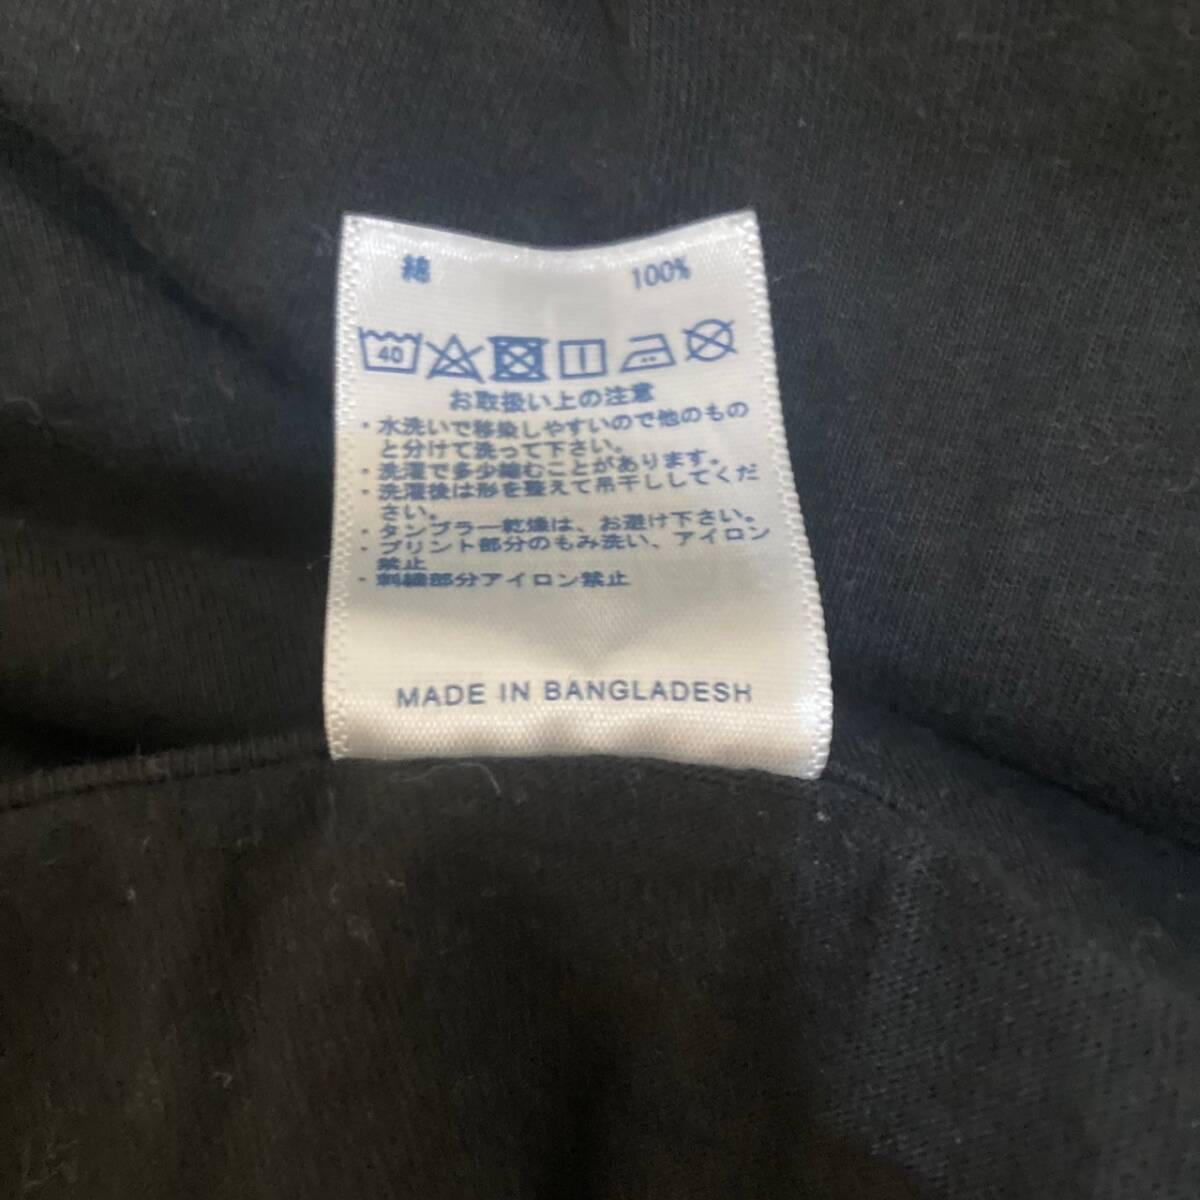 綿 100%
40
お取扱い上の注意
・水洗いで移染しやすいので他のもの
と分けて洗って下さい。
・洗濯で多少縮むことがあります。
・洗濯後は形を整えて吊干ししてくだ
さい。
・タンブラー乾燥は、お避け下さい。
・プリント部分のもみ洗い、アイロン
禁止
・刺繍部分アイロン禁止
MADE IN BANGLADESH